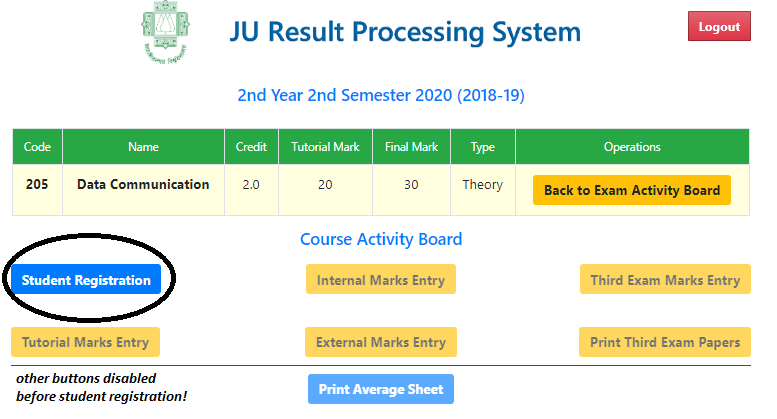 JU Result Processing System
Logout
2nd Year 2nd Semester 2020 (2018-19)
Code Name Credit Tutorial Mark Final Mark Type Operations
205 Data Communication 2.0 20 30 Theory Back to Exam Activity Board
Course Activity Board
Student Registration Internal Marks Entry Third Exam Marks Entry
Tutorial Marks Entry External Marks Entry Print Third Exam Papers
other buttons disabled
before student registration!
Print Average Sheet